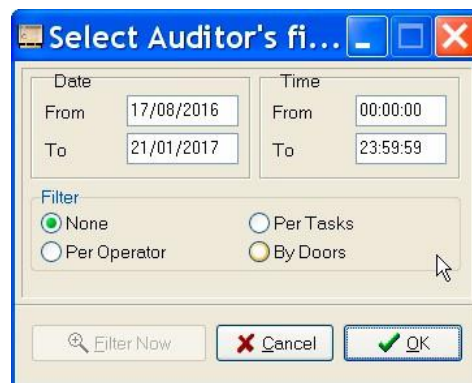 Select Auditor's fi...
Date Time
From 17/08/2016 From 00:00:00
To 21/01/2017 To 23:59:59
Filter
None Per Tasks
Per Operator By Doors
Filter Now Cancel OK